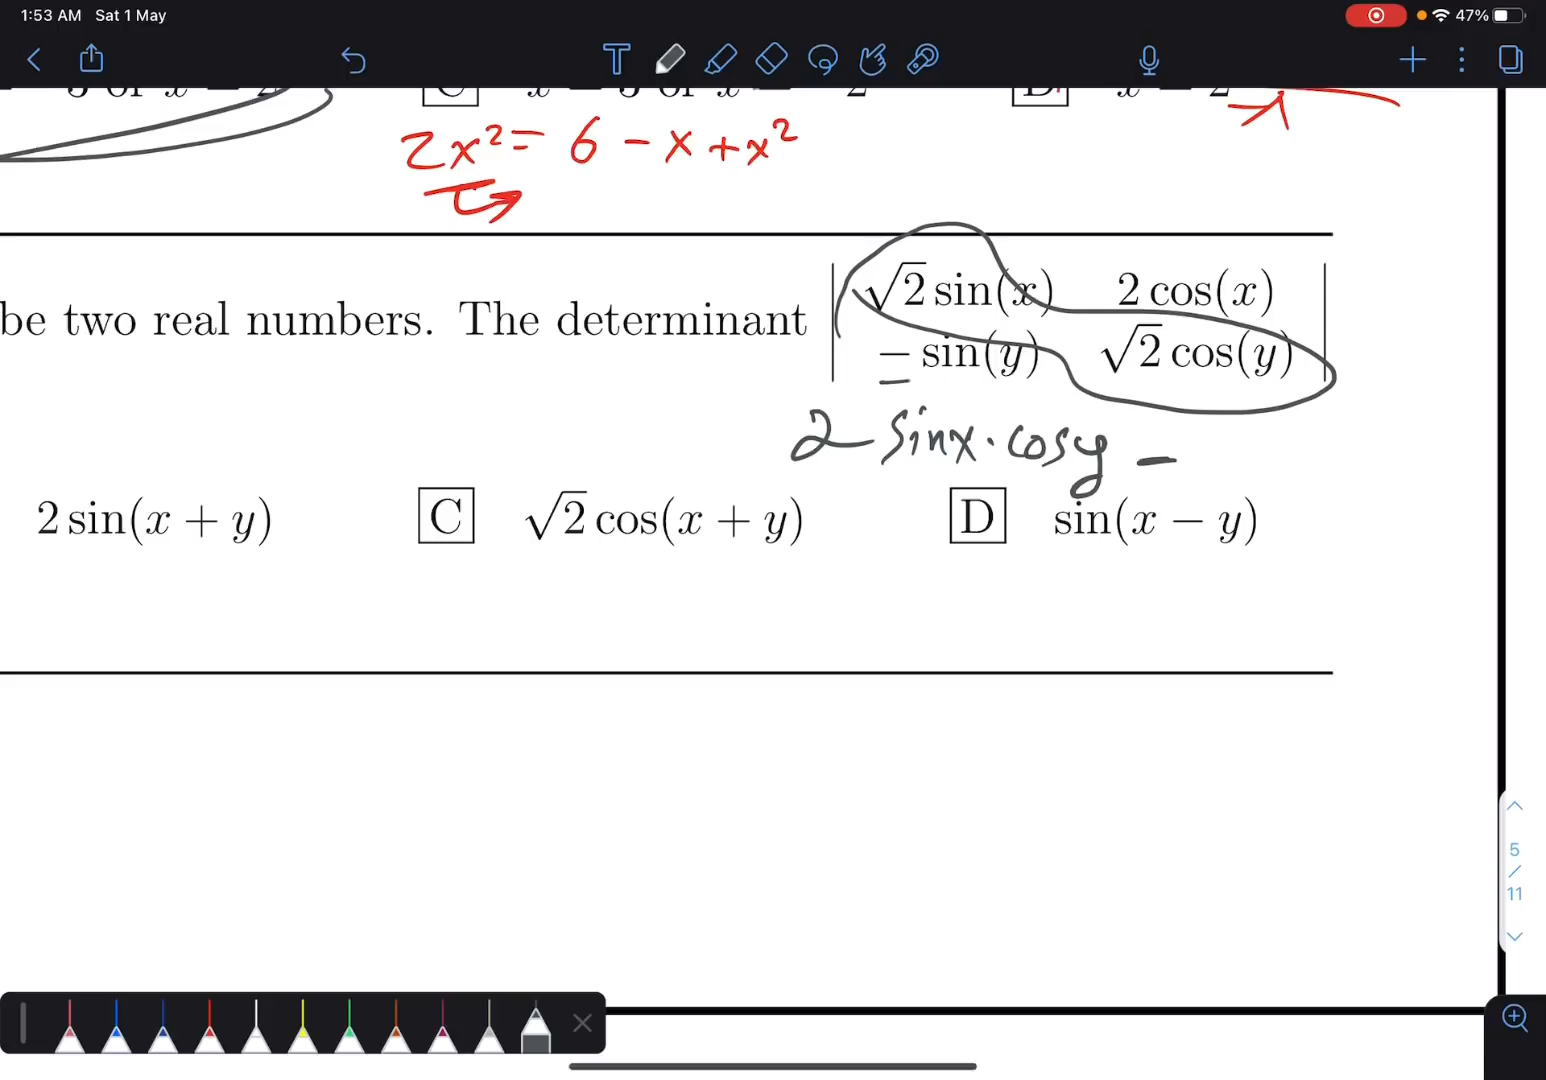 1:53 AM Sat 1 May 47%
2x² = 6 - x + x²
be two real numbers. The determinant | √2 sin(x) 2 cos(x) |
| - sin(y) √2 cos(y) |
2 sinx · cosy -
2 sin(x + y) C √2 cos(x + y) D sin(x − y)
5
/
11